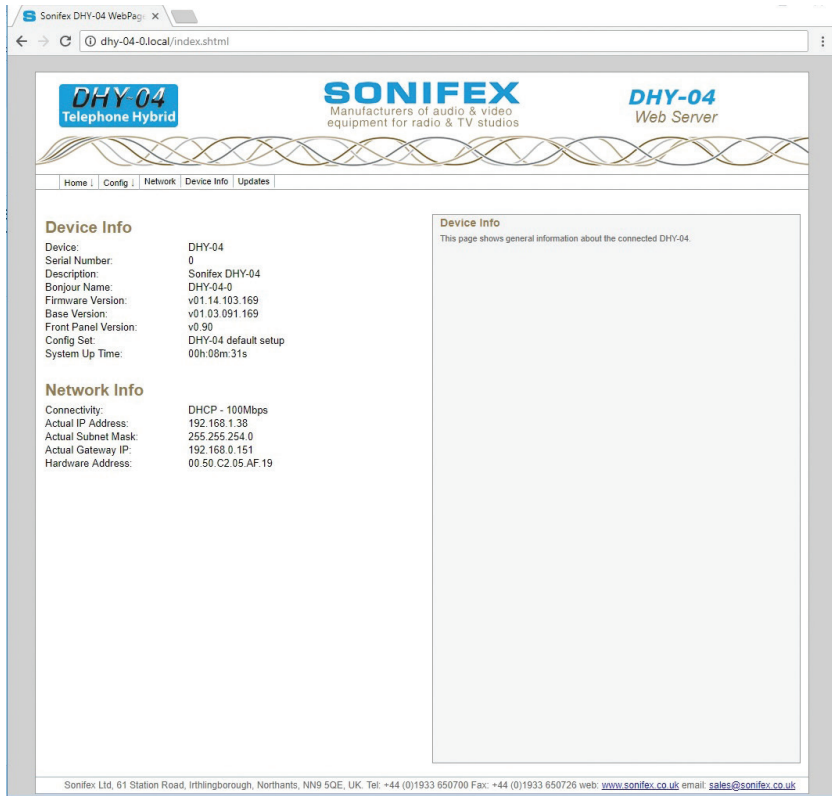 Sonifex DHY-04 WebPage
dhy-04-0.local/index.shtml
DHY-04
Telephone Hybrid
SONIFEX
Manufacturers of audio & video
equipment for radio & TV studios
DHY-04
Web Server
Home ↓ Config ↓ Network Device Info Updates
Device Info
Device: DHY-04
Serial Number: 0
Description: Sonifex DHY-04
Bonjour Name: DHY-04-0
Firmware Version: v01.14.103.169
Base Version: v01.03.091.169
Front Panel Version: v0.90
Config Set: DHY-04 default setup
System Up Time: 00h:08m:31s
Network Info
Connectivity: DHCP - 100Mbps
Actual IP Address: 192.168.1.38
Actual Subnet Mask: 255.255.254.0
Actual Gateway IP: 192.168.0.151
Hardware Address: 00.50.C2.05.AF.19
Device Info
This page shows general information about the connected DHY-04.
Sonifex Ltd, 61 Station Road, Irthlingborough, Northants, NN9 5QE, UK. Tel: +44 (0)1933 650700 Fax: +44 (0)1933 650726 web: www.sonifex.co.uk email: sales@sonifex.co.uk